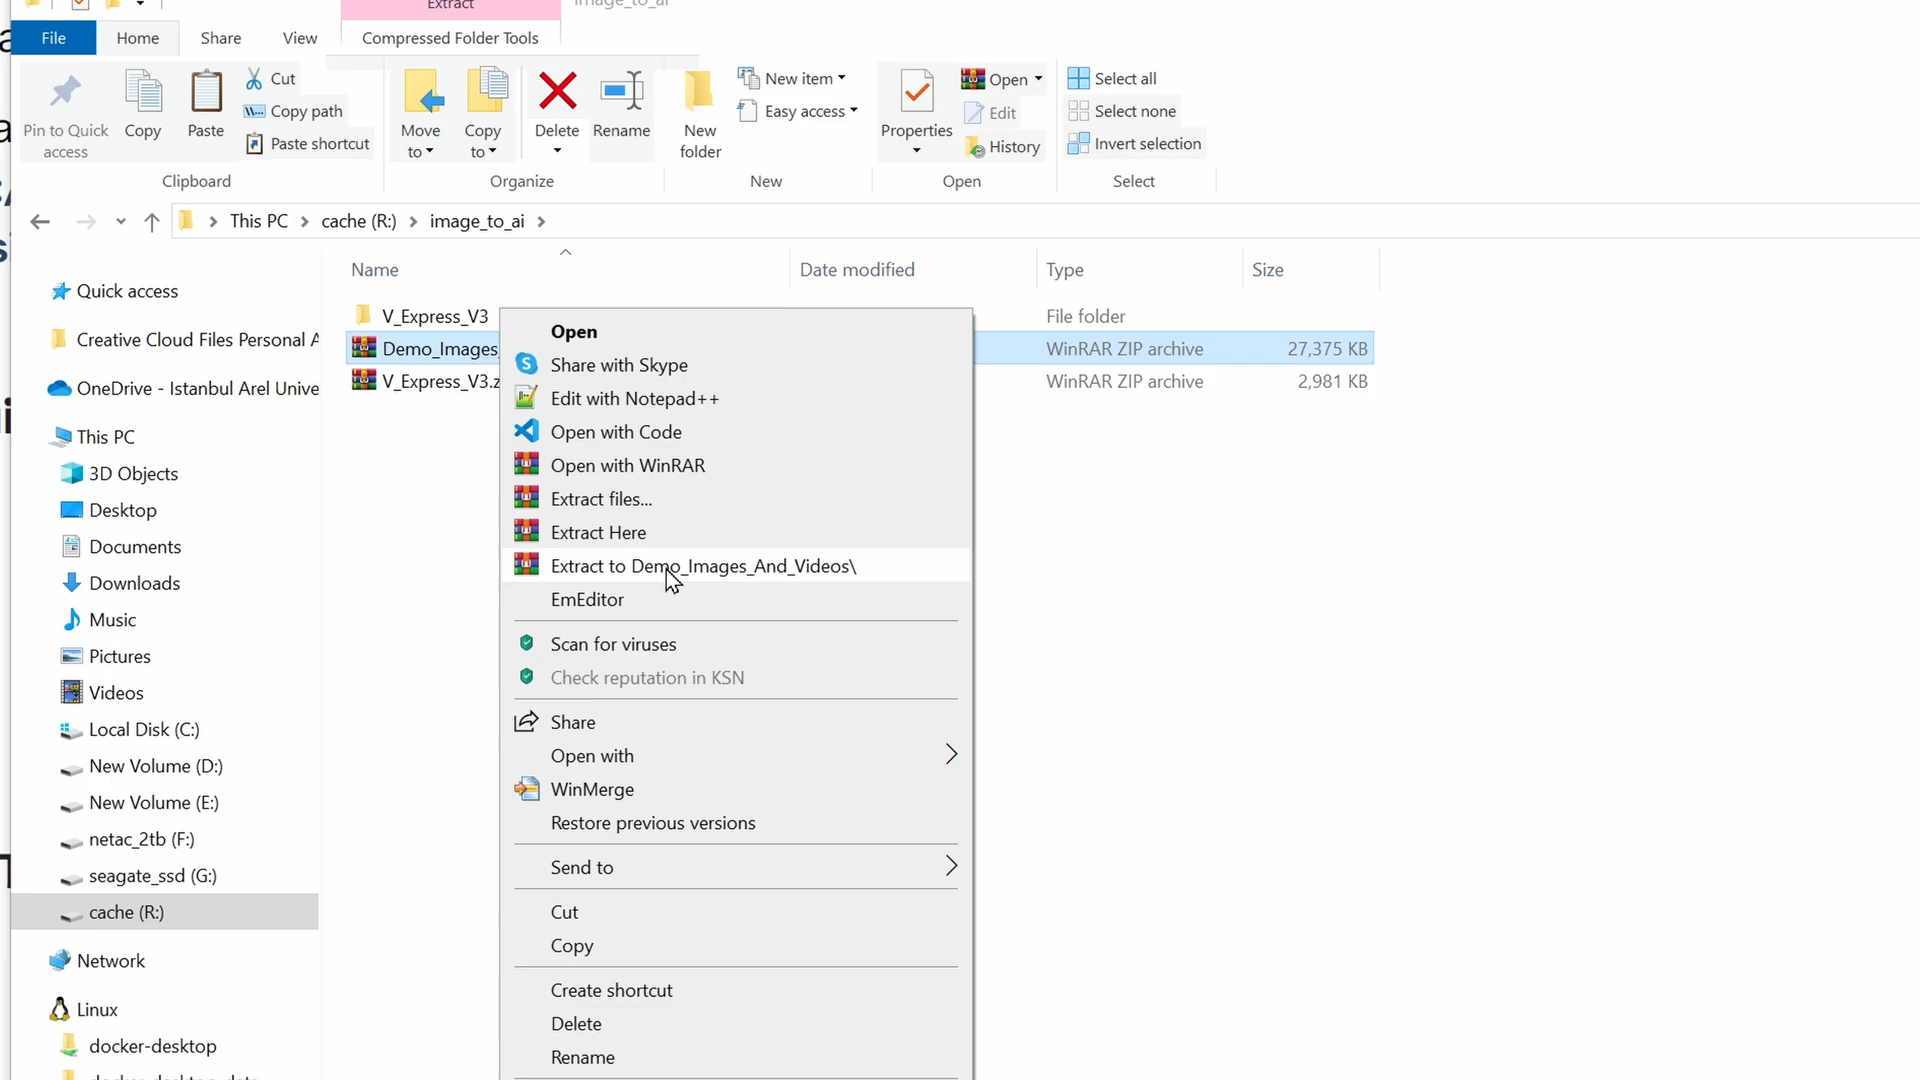 Extract
image_to_ai
File
Home
Share
View
Compressed Folder Tools
Pin to Quick access
Copy
Paste
Cut
Copy path
Paste shortcut
Move to
Copy to
Delete
Rename
New folder
New item
Easy access
Properties
Open
Edit
History
Select all
Select none
Invert selection
Clipboard
Organize
New
Open
Select
This PC
cache (R:)
image_to_ai
Name
Date modified
Type
Size
V_Express_V3
File folder
Demo_Images_
WinRAR ZIP archive
27,375 KB
V_Express_V3.z
WinRAR ZIP archive
2,981 KB
Quick access
Creative Cloud Files Personal A
OneDrive - Istanbul Arel Unive
This PC
3D Objects
Desktop
Documents
Downloads
Music
Pictures
Videos
Local Disk (C:)
New Volume (D:)
New Volume (E:)
netac_2tb (F:)
seagate_ssd (G:)
cache (R:)
Network
Linux
docker-desktop
Open
Share with Skype
Edit with Notepad++
Open with Code
Open with WinRAR
Extract files...
Extract Here
Extract to Demo_Images_And_Videos\
EmEditor
Scan for viruses
Check reputation in KSN
Share
Open with
WinMerge
Restore previous versions
Send to
Cut
Copy
Create shortcut
Delete
Rename